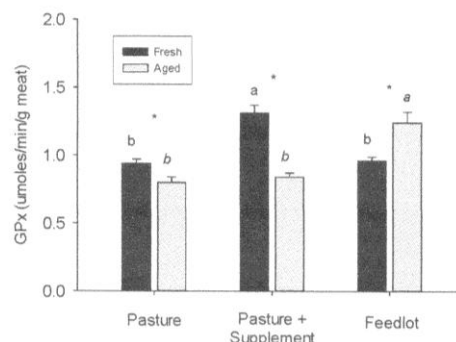 2.0
Fresh
Aged
1.5
1.0
0.5
0.0
GPx (umoles/min/g meat)
b
*
b
a
*
b
b
*
a
Pasture
Pasture +
Supplement
Feedlot